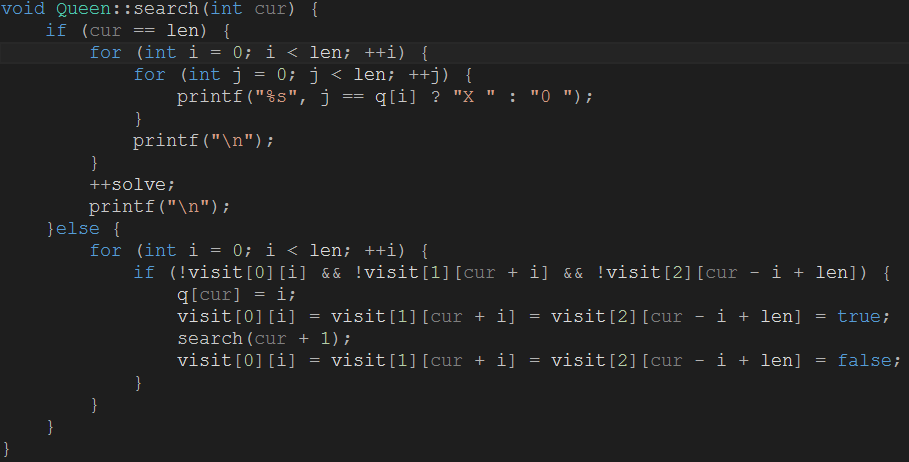 void Queen::search(int cur) {
    if (cur == len) {
        for (int i = 0; i < len; ++i) {
            for (int j = 0; j < len; ++j) {
                printf("%s", j == q[i] ? "X " : "0 ");
            }
            printf("\n");
        }
        ++solve;
        printf("\n");
    }else {
        for (int i = 0; i < len; ++i) {
            if (!visit[0][i] && !visit[1][cur + i] && !visit[2][cur - i + len]) {
                q[cur] = i;
                visit[0][i] = visit[1][cur + i] = visit[2][cur - i + len] = true;
                search(cur + 1);
                visit[0][i] = visit[1][cur + i] = visit[2][cur - i + len] = false;
            }
        }
    }
}